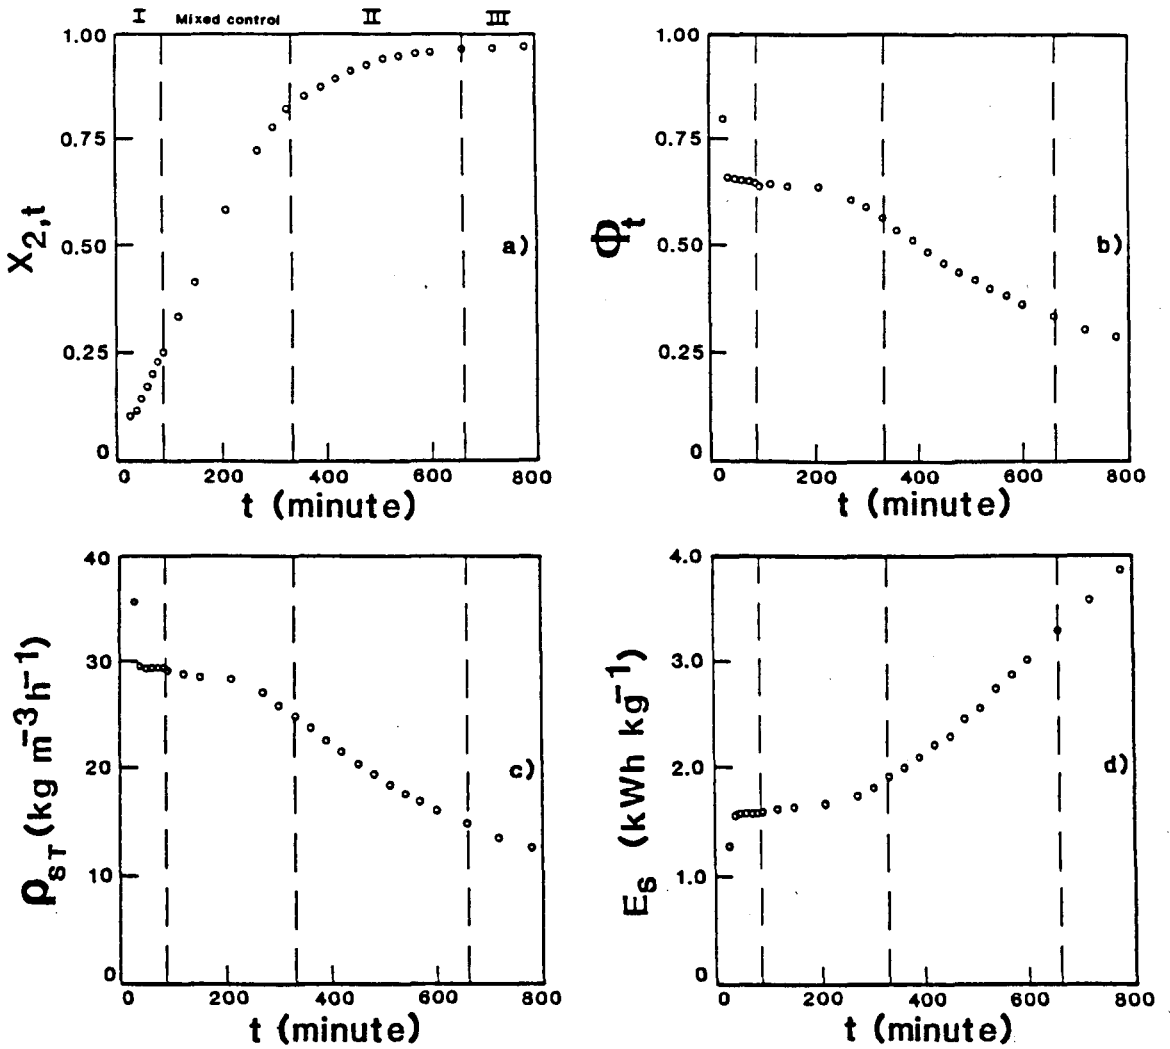 I Mixed control II III
1.00
0.75
0.50
0.25
0
X2,t
a)
0 200 400 600 800
t (minute)
1.00
0.75
0.50
0.25
0
Φt
b)
0 200 400 600 800
t (minute)
40
30
20
10
0
ρST (kg m−3h−1)
c)
0 200 400 600 800
t (minute)
4.0
3.0
2.0
1.0
0
Es (kWh kg−1)
d)
0 200 400 600 800
t (minute)